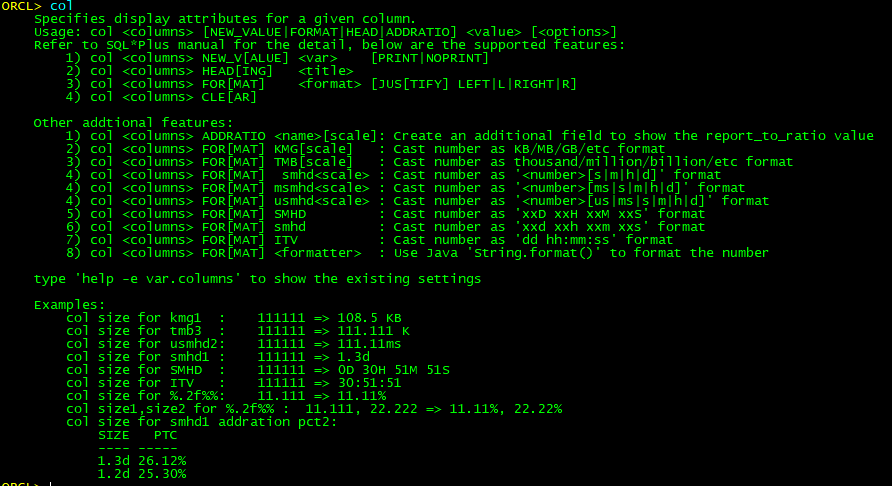 ORCL> col
Specifies display attributes for a given column.
Usage: col <columns> [NEW_VALUE|FORMAT|HEAD|ADDRATIO] <value> [<options>]
Refer to SQL*Plus manual for the detail, below are the supported features:
1) col <columns> NEW_V[ALUE] <var>    [PRINT|NOPRINT]
2) col <columns> HEAD[ING]   <title>
3) col <columns> FOR[MAT]    <format> [JUS[TIFY] LEFT|L|RIGHT|R]
4) col <columns> CLE[AR]
Other addtional features:
1) col <columns> ADDRATIO <name>[scale]: Create an additional field to show the report_to_ratio value
2) col <columns> FOR[MAT] KMG[scale]   : Cast number as KB/MB/GB/etc format
3) col <columns> FOR[MAT] TMB[scale]   : Cast number as thousand/million/billion/etc format
4) col <columns> FOR[MAT]  smhd<scale> : Cast number as '<number>[s|m|h|d]' format
4) col <columns> FOR[MAT] msmhd<scale> : Cast number as '<number>[ms|s|m|h|d]' format
4) col <columns> FOR[MAT] usmhd<scale> : Cast number as '<number>[us|ms|s|m|h|d]' format
5) col <columns> FOR[MAT] SMHD         : Cast number as 'xxD xxH xxM xxS' format
6) col <columns> FOR[MAT] smhd         : Cast number as 'xxd xxh xxm xxs' format
7) col <columns> FOR[MAT] ITV          : Cast number as 'dd hh:mm:ss' format
8) col <columns> FOR[MAT] <formatter>  : Use Java 'String.format()' to format the number
type 'help -e var.columns' to show the existing settings
Examples:
col size for kmg1  :    111111 => 108.5 KB
col size for tmb3  :    111111 => 111.111 K
col size for usmhd2:    111111 => 111.11ms
col size for smhd1 :    111111 => 1.3d
col size for SMHD  :    111111 => 0D 30H 51M 51S
col size for ITV   :    111111 => 30:51:51
col size for %.2f%%:    11.111 => 11.11%
col size1,size2 for %.2f%% :  11.111, 22.222 => 11.11%, 22.22%
col size for smhd1 addration pct2:
SIZE   PTC
---- -----
1.3d 26.12%
1.2d 25.30%
ORCL>